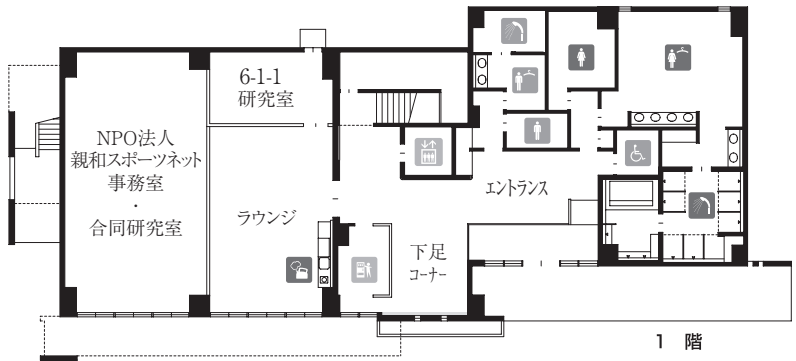 6-1-1
研究室
NPO法人
親和スポーツネット
事務室
・
合同研究室
ラウンジ
エントランス
下足
コーナー
1 階